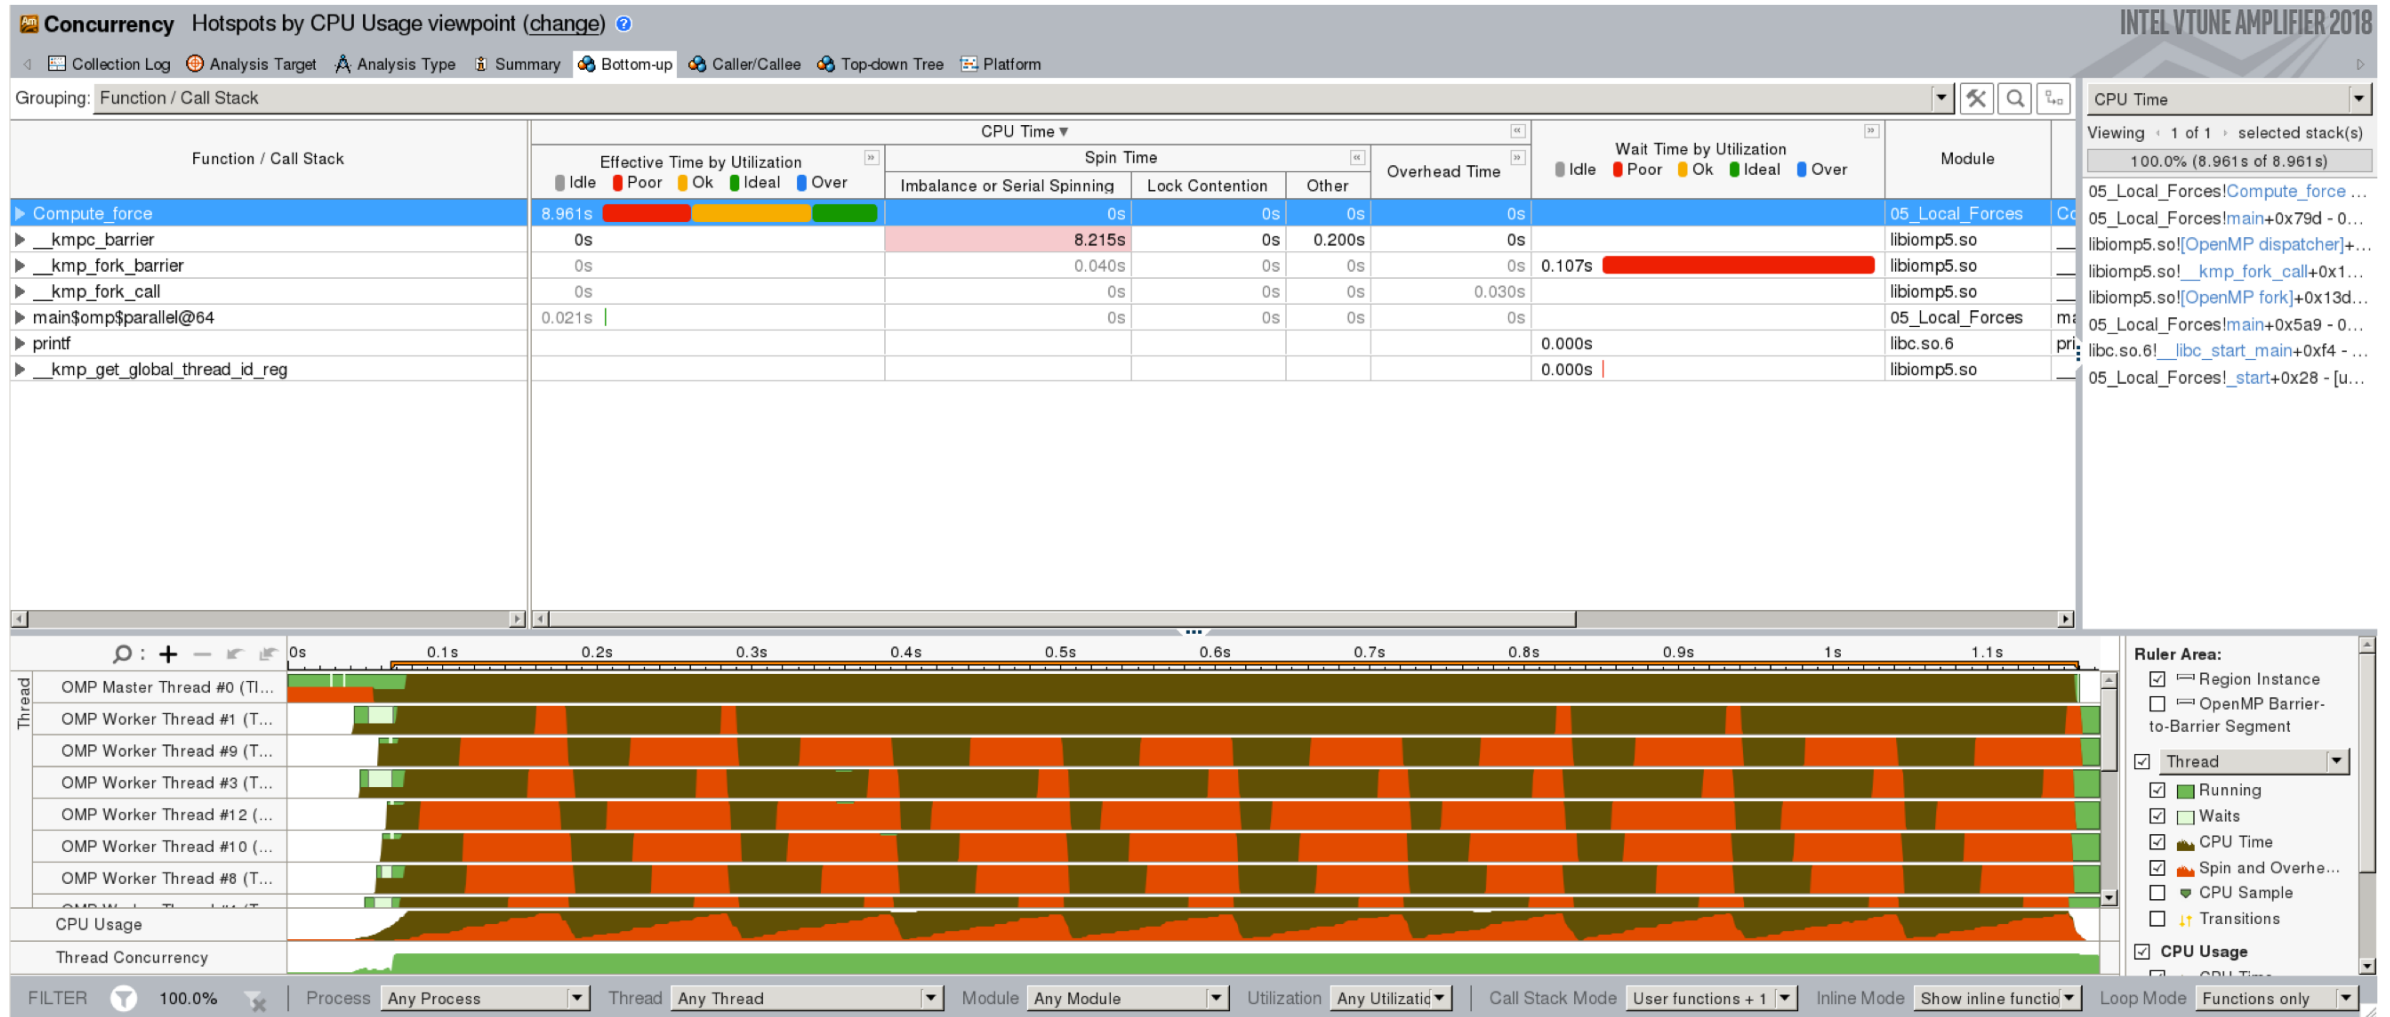 Concurrency Hotspots by CPU Usage viewpoint (change) ?
INTEL VTUNE AMPLIFIER 2018
Collection Log Analysis Target Analysis Type Summary Bottom-up Caller/Callee Top-down Tree Platform
Grouping: Function / Call Stack
CPU Time
Viewing 1 of 1 selected stack(s)
100.0% (8.961s of 8.961s)
05_Local_Forces!Compute_force ...
05_Local_Forces!main+0x79d - 0...
libiomp5.so![OpenMP dispatcher]+...
libiomp5.so!__kmp_fork_call+0x1...
libiomp5.so![OpenMP fork]+0x13d...
05_Local_Forces!main+0x5a9 - 0...
libc.so.6!__libc_start_main+0xf4 - ...
05_Local_Forces!_start+0x28 - [u...
Function / Call Stack
CPU Time
Effective Time by Utilization
Idle Poor Ok Ideal Over
Spin Time
Imbalance or Serial Spinning Lock Contention Other
Overhead Time
Wait Time by Utilization
Idle Poor Ok Ideal Over
Module
Compute_force 8.961s 0s 0s 0s 0s 05_Local_Forces Co
__kmpc_barrier 0s 8.215s 0s 0.200s 0s libiomp5.so __
__kmp_fork_barrier 0s 0.040s 0s 0s 0s 0.107s libiomp5.so __
__kmp_fork_call 0s 0s 0s 0s 0.030s libiomp5.so __
main$omp$parallel@64 0.021s 0s 0s 0s 0s 05_Local_Forces ma
printf 0.000s libc.so.6 pri
__kmp_get_global_thread_id_reg 0.000s libiomp5.so __
0s 0.1s 0.2s 0.3s 0.4s 0.5s 0.6s 0.7s 0.8s 0.9s 1s 1.1s
Thread
OMP Master Thread #0 (TI...
OMP Worker Thread #1 (T...
OMP Worker Thread #9 (T...
OMP Worker Thread #3 (T...
OMP Worker Thread #12 (...
OMP Worker Thread #10 (...
OMP Worker Thread #8 (T...
CPU Usage
Thread Concurrency
Ruler Area:
Region Instance
OpenMP Barrier-
to-Barrier Segment
Thread
Running
Waits
CPU Time
Spin and Overhe...
CPU Sample
Transitions
CPU Usage
CPU Time
FILTER 100.0% Process Any Process Thread Any Thread Module Any Module Utilization Any Utilizatic Call Stack Mode User functions + 1 Inline Mode Show inline functio Loop Mode Functions only